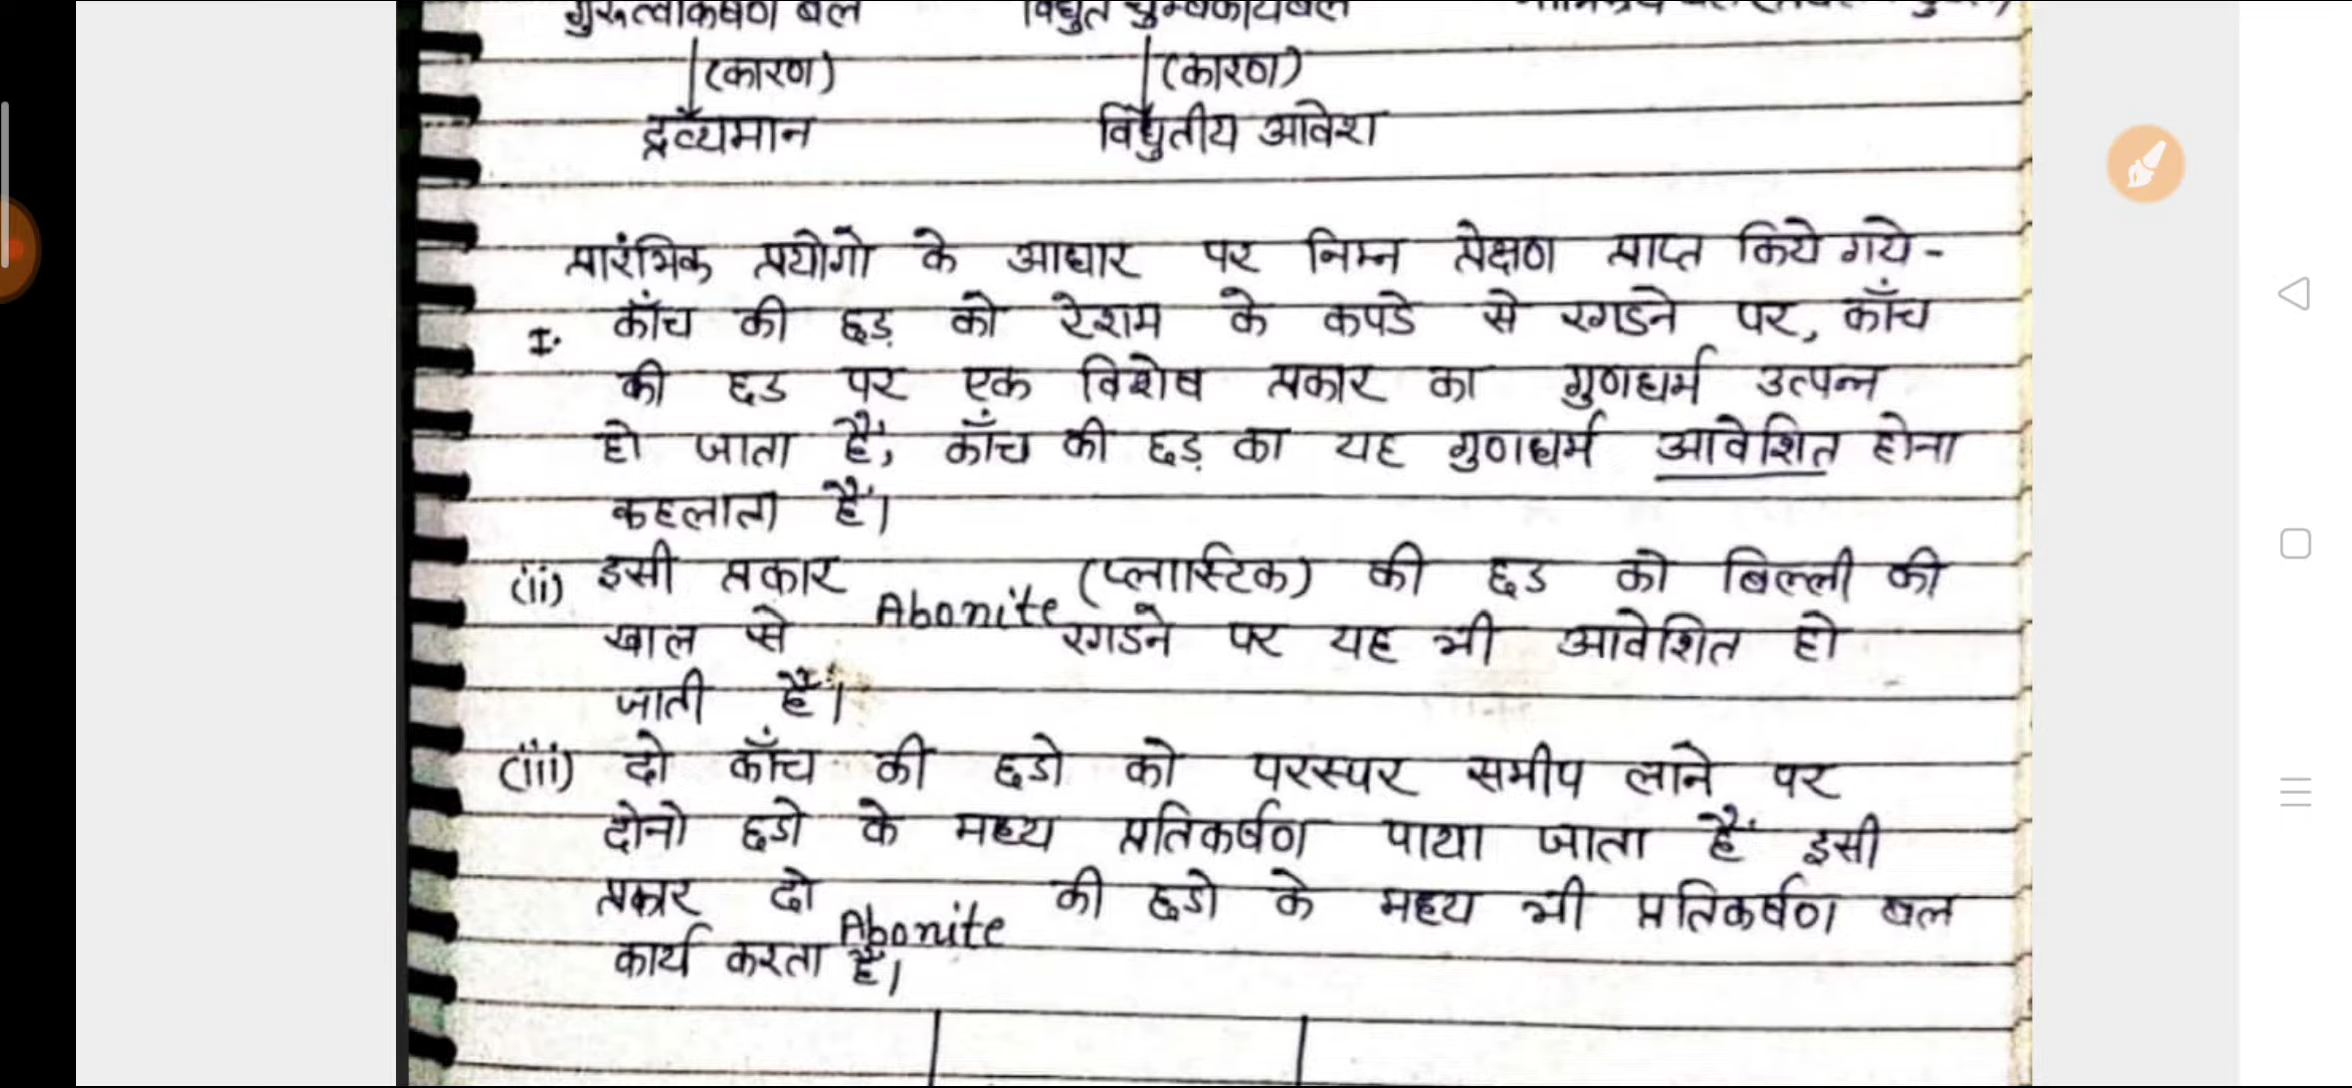 गुरुत्वाकर्षण बल विद्युत चुम्बकीय बल
(कारण) (कारण)
द्रव्यमान विद्युतीय आवेश
प्रारंभिक प्रयोगो के आधार पर निम्न प्रेक्षण प्राप्त किये गये-
I. काँच की छड़ को रेशम के कपडे से रगडने पर, काँच
की छड पर एक विशेष प्रकार का गुणधर्म उत्पन्न
हो जाता हैं, काँच की छड़ का यह गुणधर्म आवेशित होना
कहलाता हैं।
(ii) इसी प्रकार Abonite (प्लास्टिक) की छड को बिल्ली की
खाल से रगडने पर यह भी आवेशित हो
जाती हैं।
(iii) दो काँच की छडो को परस्पर समीप लाने पर
दोनो छडो के मध्य प्रतिकर्षण पाया जाता हैं इसी
प्रकार दो Abonite की छडो के मध्य भी प्रतिकर्षण बल
कार्य करता हैं।